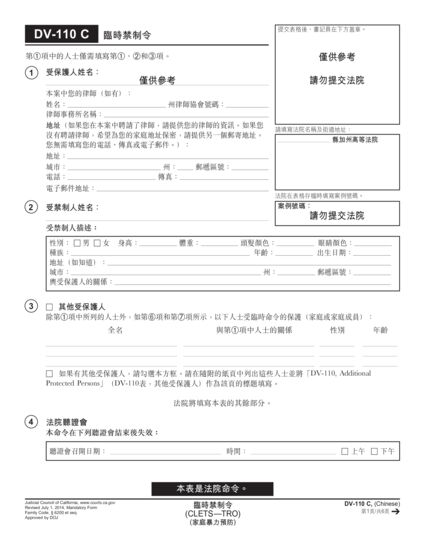 DV-110 C 臨時禁制令
提交表格後，書記員在下方蓋章。
僅供參考
請勿提交法院
第①項中的人士僅需填寫第①、②和③項。
1 受保護人姓名：
僅供參考
本案中您的律師（如有）：
姓名： 州律師協會號碼：
律師事務所名稱：
地址（如果您在本案中聘請了律師，請提供您的律師的資訊。如果您
沒有聘請律師，希望為您的家庭地址保密，請提供另一個郵寄地址。
您無需填寫您的電話、傳真或電子郵件。）：
地址：
城市： 州： 郵遞區號：
電話： 傳真：
電子郵件地址：
請填寫法院名稱及街道地址：
縣加州高等法院
法院在表格存檔時填寫案例號碼。
案例號碼：
請勿提交法院
2 受禁制人姓名：
受禁制人描述：
性別： 男 女 身高： 體重： 頭髮顏色： 眼睛顏色：
種族： 年齡： 出生日期：
地址（如知道）：
城市： 州： 郵遞區號：
與受保護人的關係：
3 其他受保護人
除第①項中所列的人士外，如第⑥項和第⑦項所示，以下人士受臨時命令的保護（家庭或家庭成員）：
全名 與第①項中人士的關係 性別 年齡
如果有其他受保護人，請勾選本方框。請在隨附的紙頁中列出這些人士並將「DV-110, Additional
Protected Persons」（DV-110表，其他受保護人）作為該頁的標題填寫。
法院將填寫本表的其餘部分。
4 法院聽證會
本命令在下列聽證會結束後失效：
聽證會召開日期： 時間： 上午 下午
本表是法院命令。
Judicial Council of California, www.courts.ca.gov
Revised July 1, 2014, Mandatory Form
Family Code, § 6200 et seq.
Approved by DOJ
臨時禁制令
(CLETS—TRO)
(家庭暴力預防)
DV-110 C, (Chinese)
第1頁/共6頁